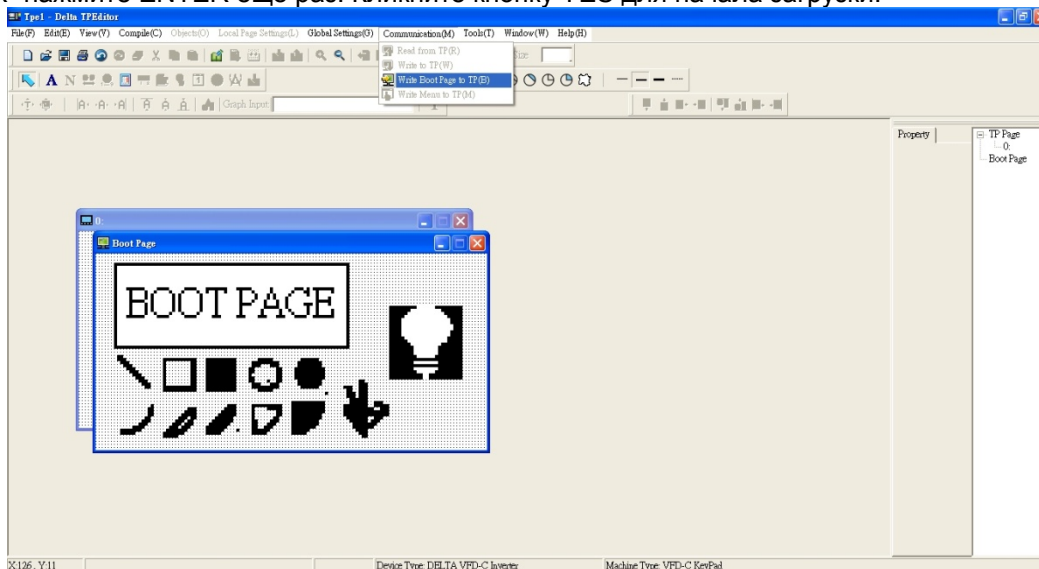 нажмите ENTER еще раз. Кликните кнопку YES для начала загрузки.
Tpe1 - Delta TPEditor
File(F) Edit(E) View(V) Compile(C) Objects(O) Local Page Settings(L) Global Settings(G) Communication(M) Tools(T) Window(W) Help(H)
Read from TP(R)
Write to TP(W)
Write Boot Page to TP(B)
Write Menu to TP(M)
Graph Input:
Property
TP Page
0:
Boot Page
0:
Boot Page
BOOT PAGE
X:126 , Y:11 Device Type: DELTA VFD-C Inverter Machine Type: VFD-C KeyPad